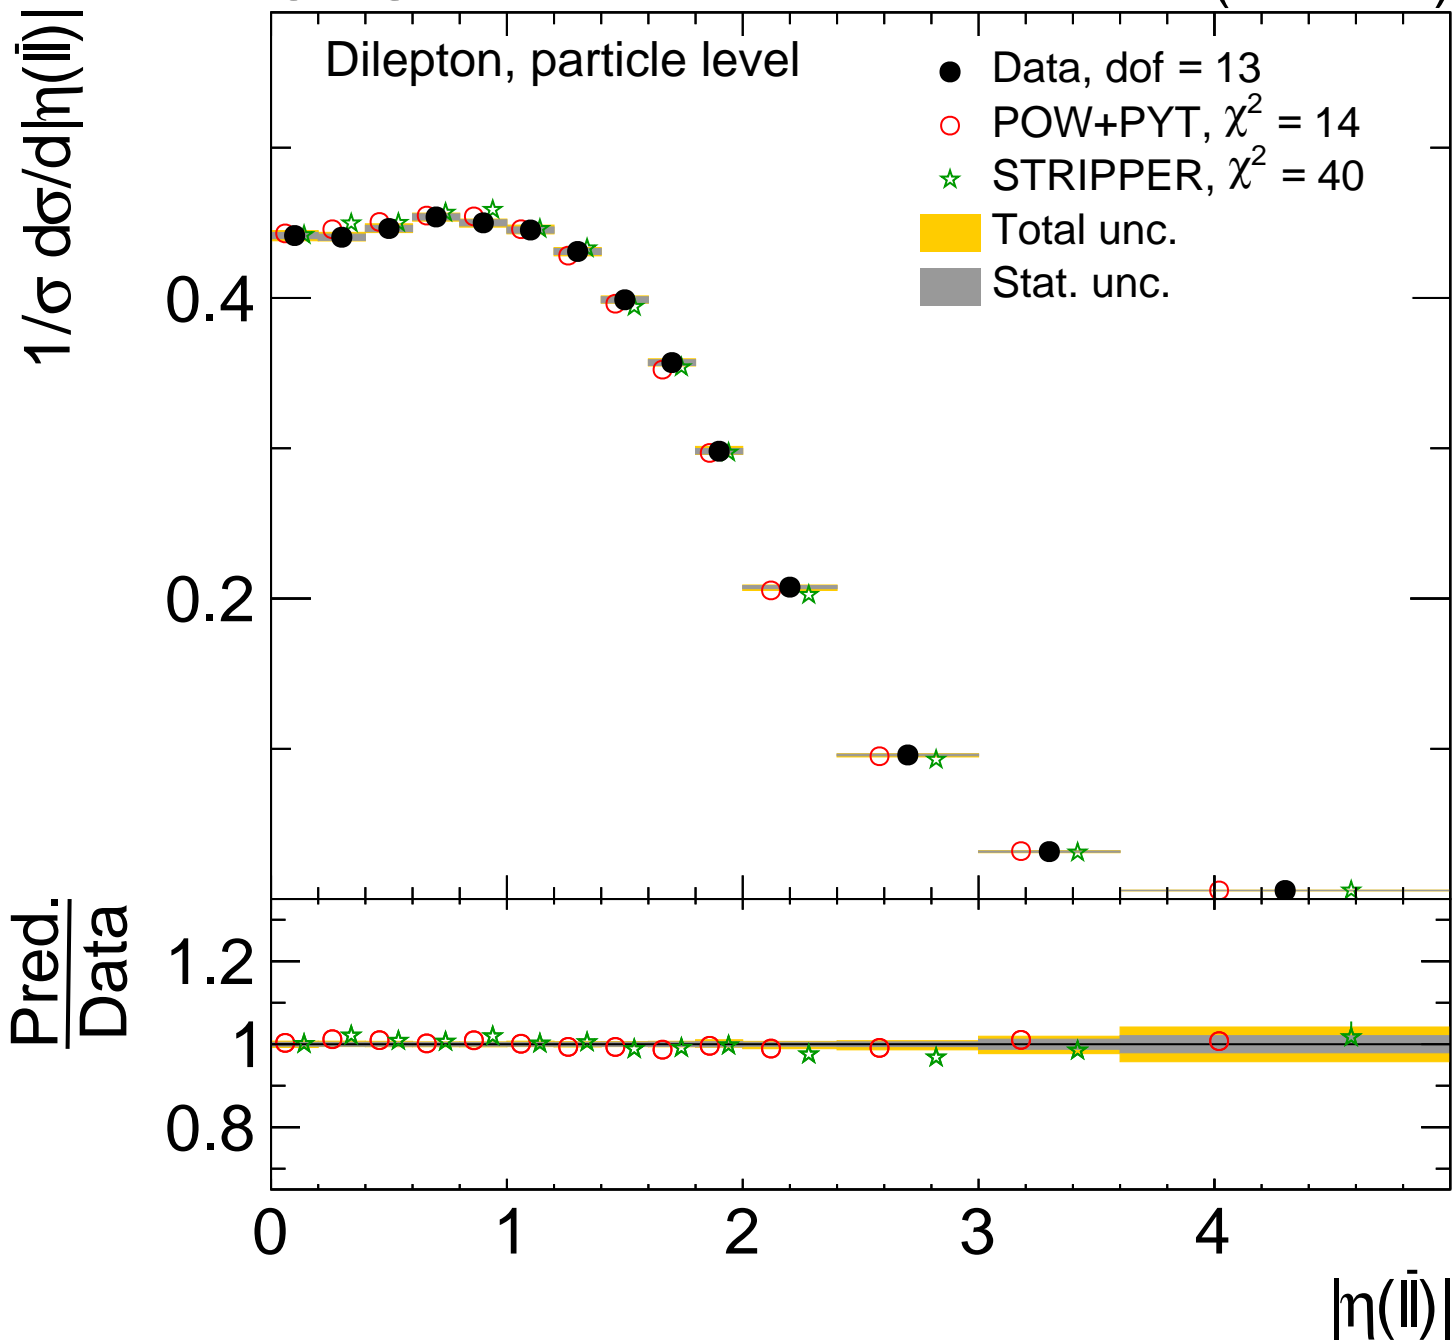 1/σ dσ/d|η(ll̄)|
Dilepton, particle level
Data, dof = 13
POW+PYT, χ² = 14
STRIPPER, χ² = 40
Total unc.
Stat. unc.
0.4
0.2
Pred.
Data
1.2
1
0.8
0 1 2 3 4
|η(ll̄)|